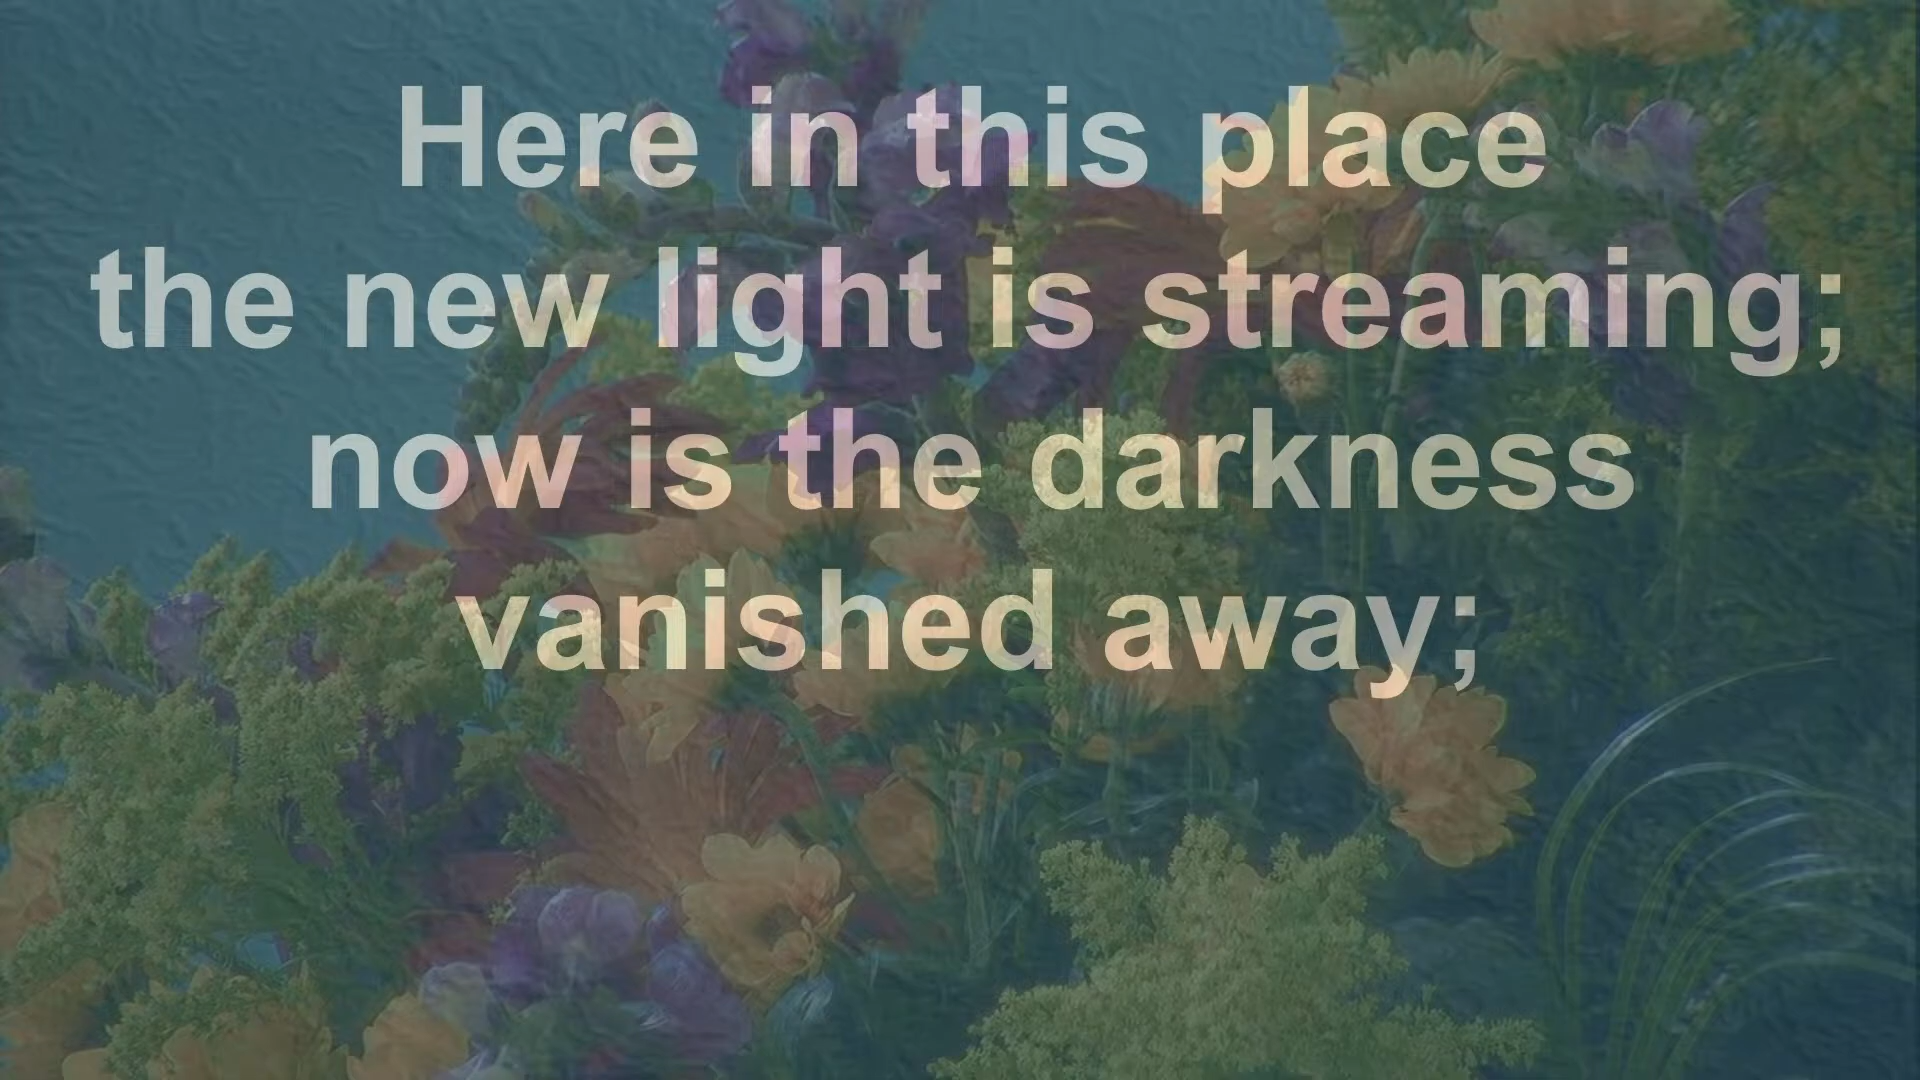 Here in this place
the new light is streaming;
now is the darkness
vanished away;